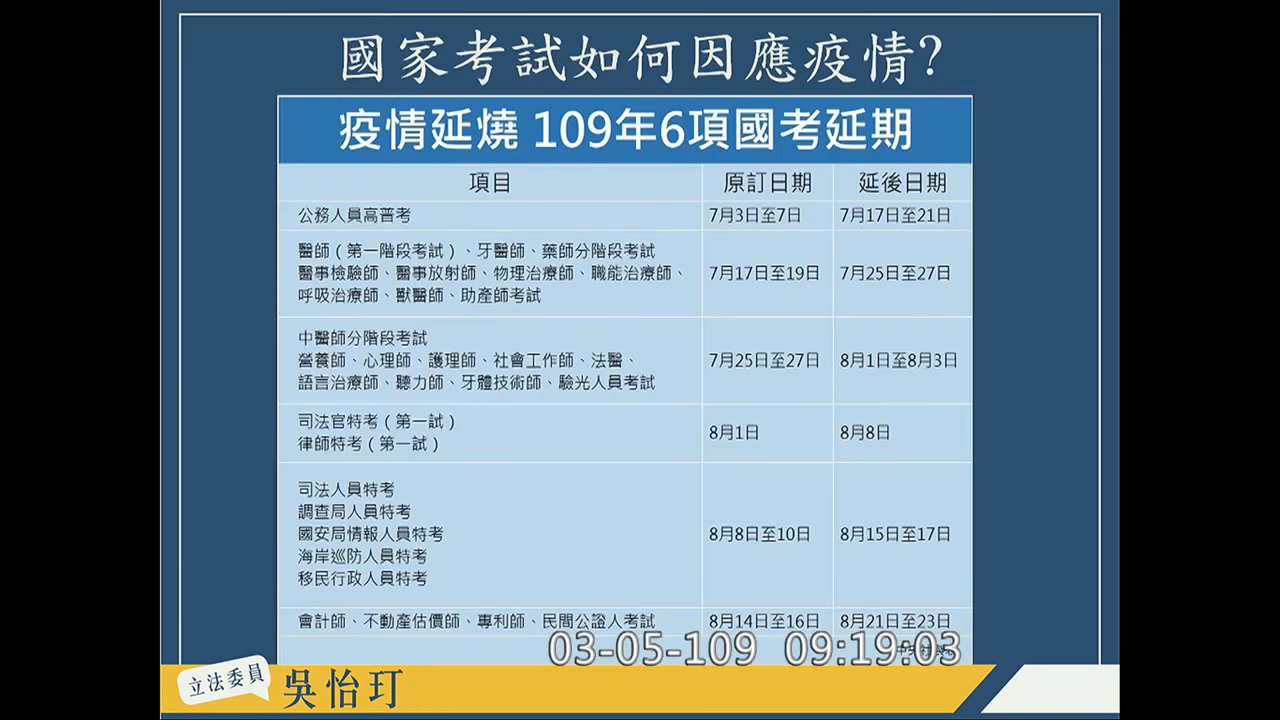 國家考試如何因應疫情?
疫情延燒 109年6項國考延期
項目 原訂日期 延後日期
公務人員高普考 7月3日至7日 7月17日至21日
醫師（第一階段考試）、牙醫師、藥師分階段考試
醫事檢驗師、醫事放射師、物理治療師、職能治療師、 7月17日至19日 7月25日至27日
呼吸治療師、獸醫師、助產師考試
中醫師分階段考試
營養師、心理師、護理師、社會工作師、法醫、 7月25日至27日 8月1日至8月3日
語言治療師、聽力師、牙體技術師、驗光人員考試
司法官特考（第一試）
8月1日 8月8日
律師特考（第一試）
司法人員特考
調查局人員特考
國安局情報人員特考 8月8日至10日 8月15日至17日
海岸巡防人員特考
移民行政人員特考
會計師、不動產估價師、專利師、民間公證人考試 8月14日至16日 8月21日至23日
03-05-109 09:19:03
立法委員 吳怡玎